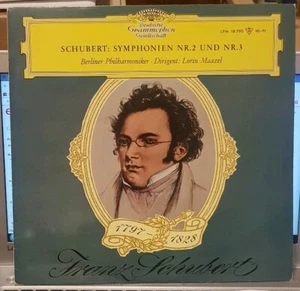 Deutsche
Grammophon
Gesellschaft
SCHUBERT: SYMPHONIEN NR.2 UND NR.3
Berliner Philharmoniker · Dirigent: Lorin Maazel
1797-
1828
Franz Schubert